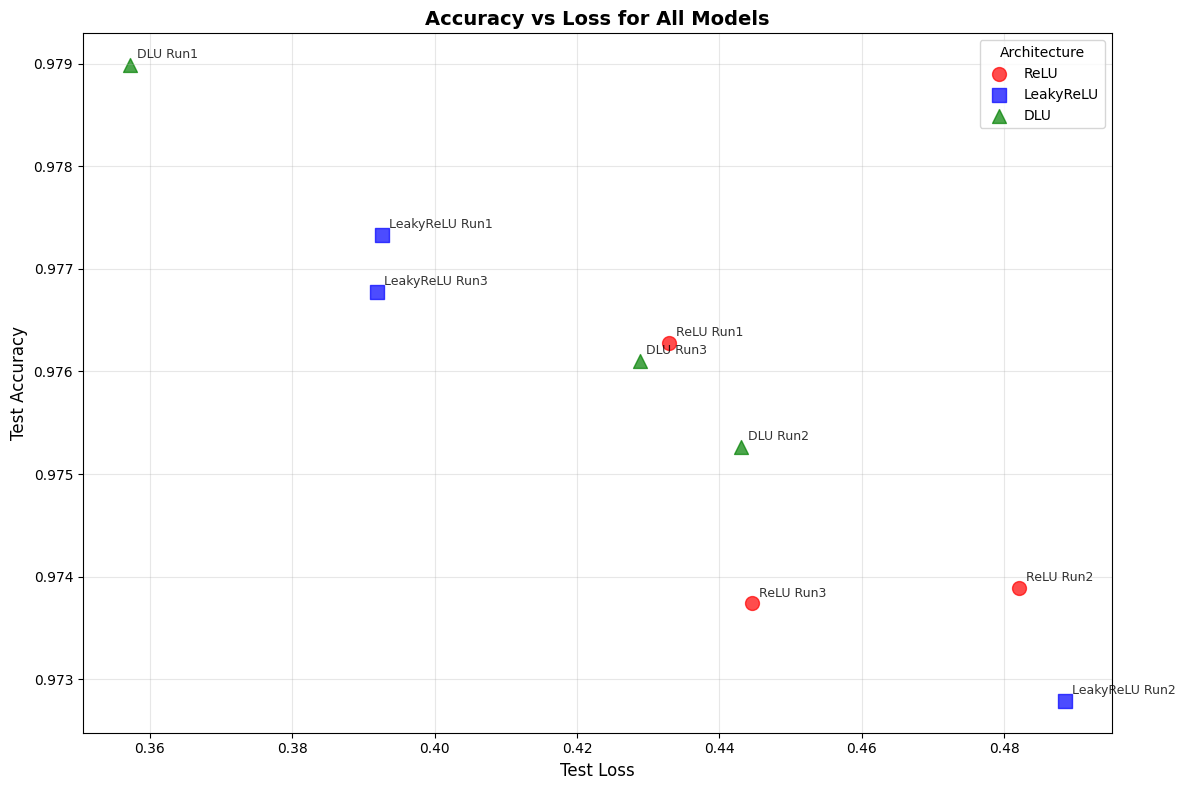 Accuracy vs Loss for All Models
Architecture
ReLU
LeakyReLU
DLU
DLU Run1
LeakyReLU Run1
LeakyReLU Run3
ReLU Run1
DLU Run3
DLU Run2
ReLU Run2
ReLU Run3
LeakyReLU Run2
Test Accuracy
0.979
0.978
0.977
0.976
0.975
0.974
0.973
0.36 0.38 0.40 0.42 0.44 0.46 0.48
Test Loss